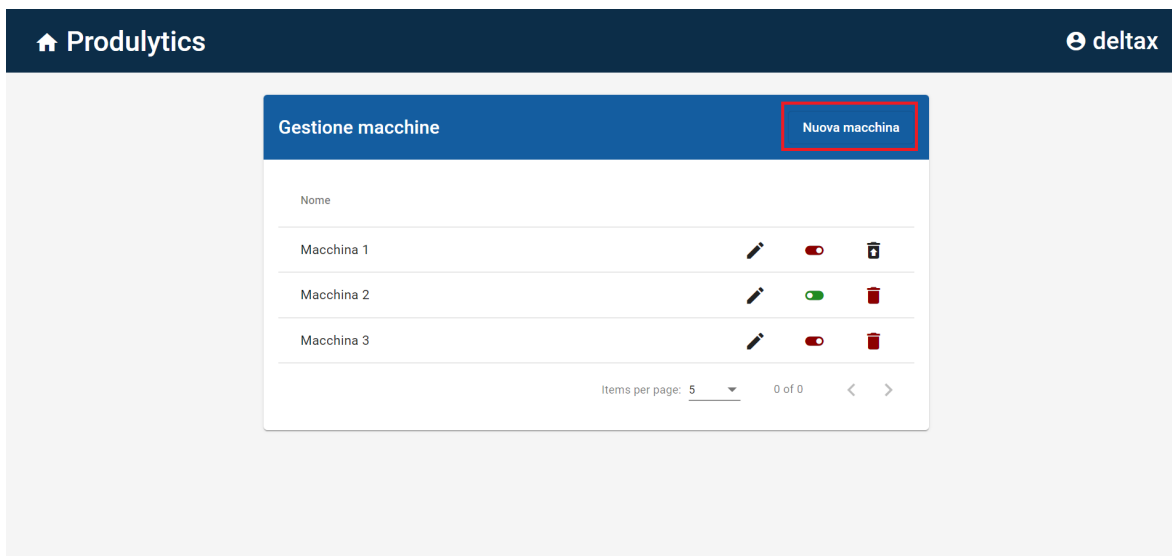 Produlytics
deltax
Gestione macchine
Nuova macchina
Nome
Macchina 1
Macchina 2
Macchina 3
Items per page: 5
0 of 0